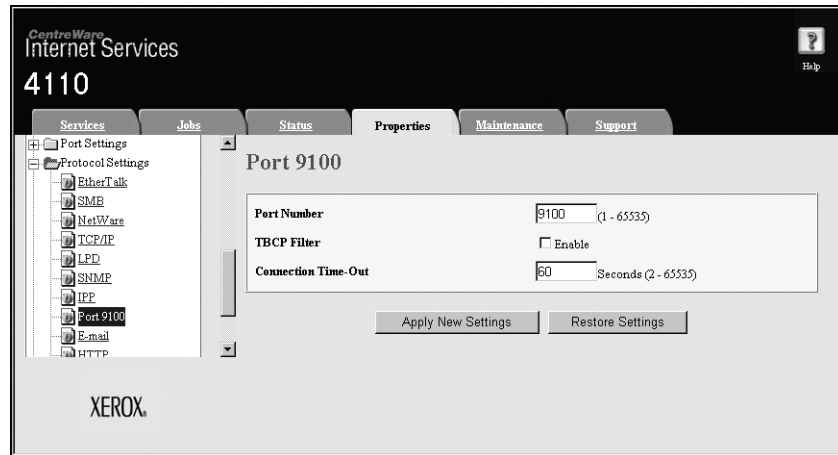 CentreWare
Internet Services
4110
Help
Services Jobs Status Properties Maintenance Support
Port Settings
Protocol Settings
EtherTalk
SMB
NetWare
TCP/IP
LPD
SNMP
IPP
Port 9100
E-mail
HTTP
Port 9100
Port Number 9100 (1 - 65535)
TBCP Filter Enable
Connection Time-Out 60 Seconds (2 - 65535)
Apply New Settings Restore Settings
XEROX.